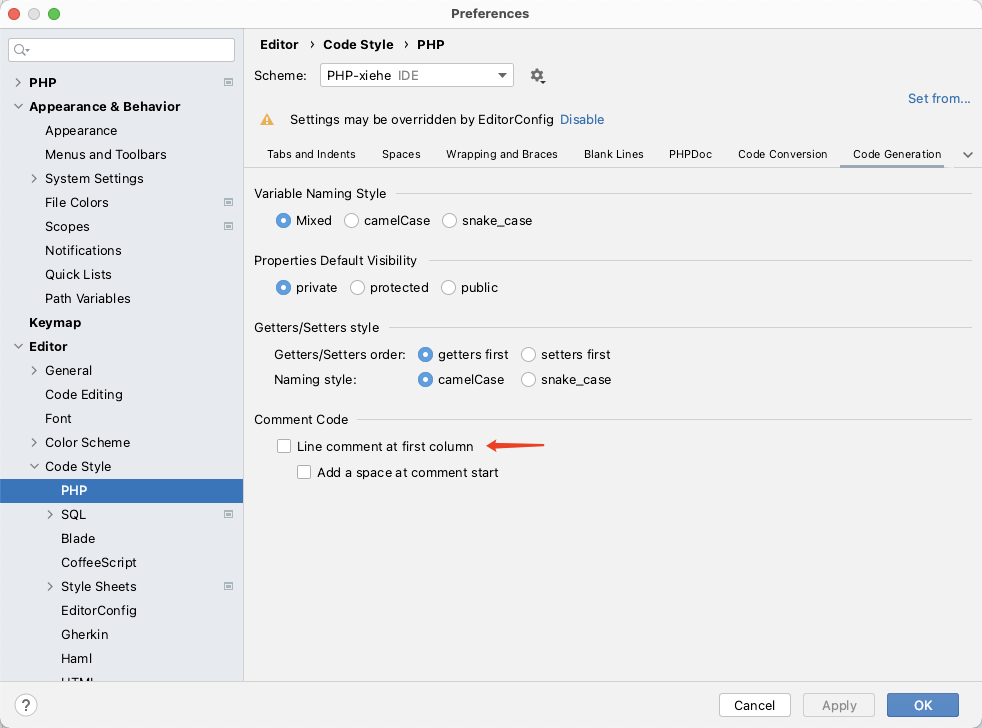 Preferences
PHP
Appearance & Behavior
Appearance
Menus and Toolbars
System Settings
File Colors
Scopes
Notifications
Quick Lists
Path Variables
Keymap
Editor
General
Code Editing
Font
Color Scheme
Code Style
PHP
SQL
Blade
CoffeeScript
Style Sheets
EditorConfig
Gherkin
Haml
HTML
Editor › Code Style › PHP
Scheme: PHP-xiehe IDE
Set from...
Settings may be overridden by EditorConfig Disable
Tabs and Indents Spaces Wrapping and Braces Blank Lines PHPDoc Code Conversion Code Generation
Variable Naming Style
Mixed camelCase snake_case
Properties Default Visibility
private protected public
Getters/Setters style
Getters/Setters order: getters first setters first
Naming style: camelCase snake_case
Comment Code
Line comment at first column
Add a space at comment start
? Cancel Apply OK